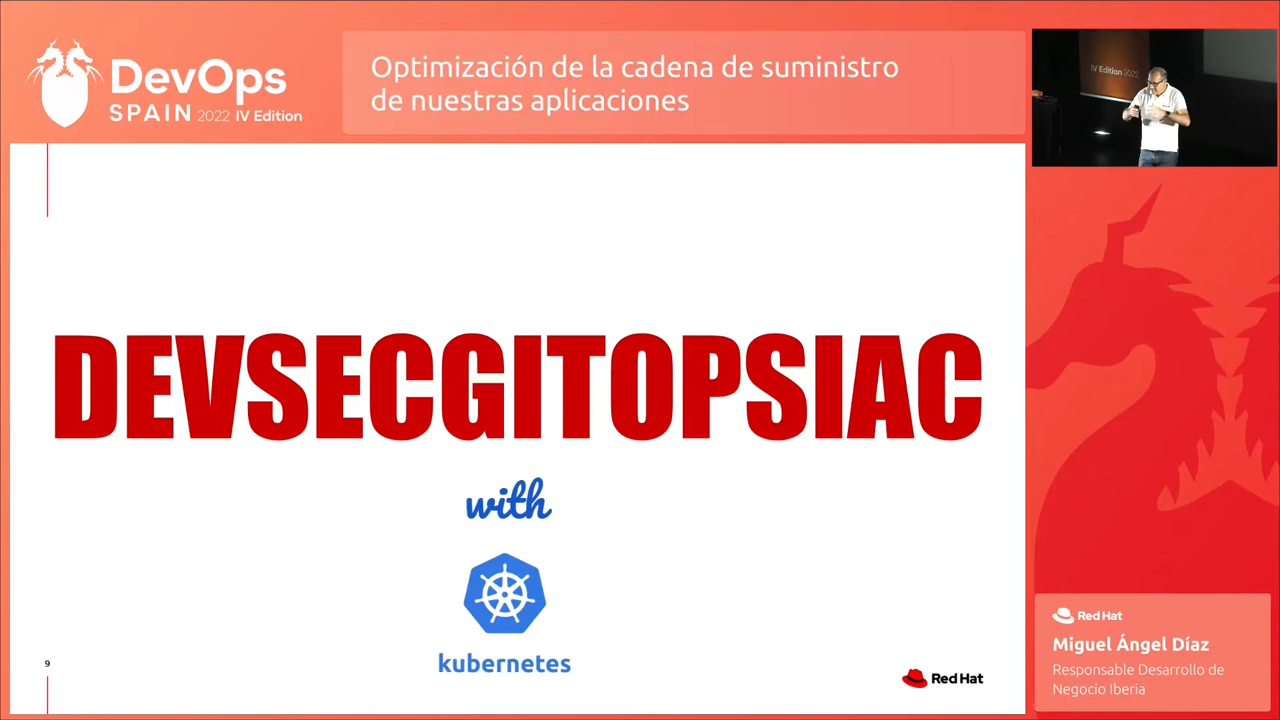 DevOps
SPAIN 2022 IV Edition
Optimización de la cadena de suministro
de nuestras aplicaciones
IV Edition 2022
DEVSECGITOPSIAC
with
kubernetes
9
Red Hat
Red Hat
Miguel Ángel Díaz
Responsable Desarrollo de
Negocio Iberia